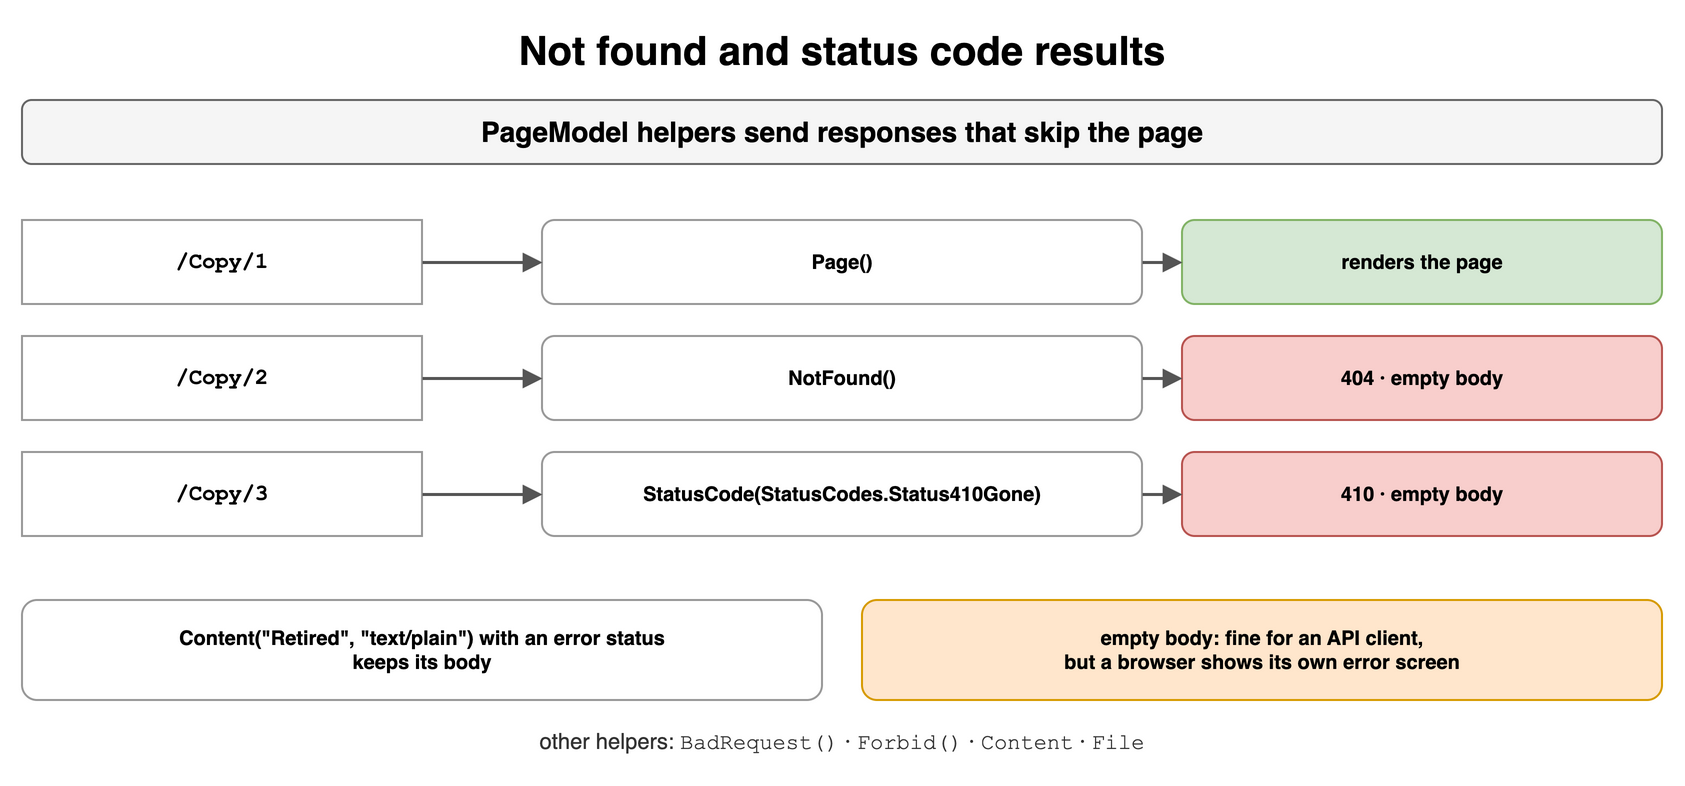 Not found and status code results
PageModel helpers send responses that skip the page
/Copy/1
Page()
renders the page
/Copy/2
NotFound()
404 · empty body
/Copy/3
StatusCode(StatusCodes.Status410Gone)
410 · empty body
Content("Retired", "text/plain") with an error status
keeps its body
empty body: fine for an API client,
but a browser shows its own error screen
other helpers: BadRequest() · Forbid() · Content · File